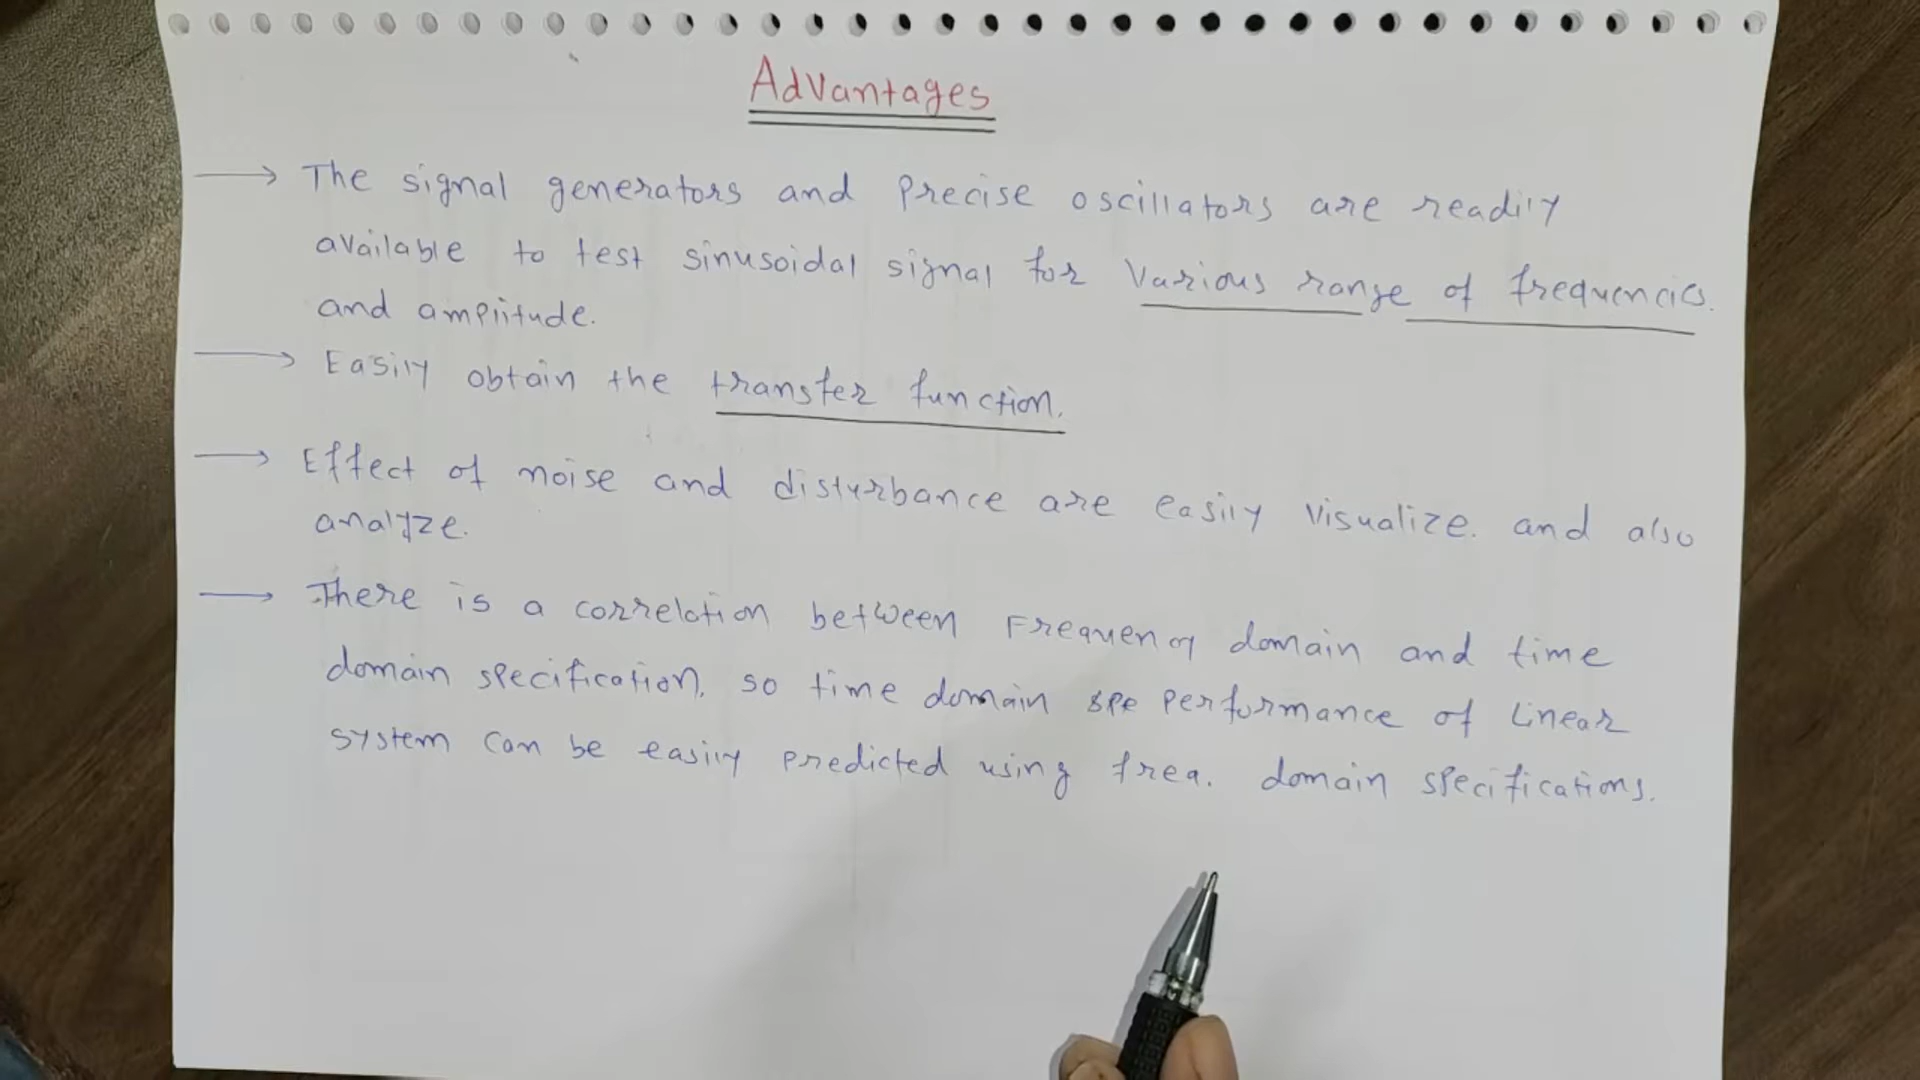 Advantages
→ The signal generators and precise oscillators are readily
available to test sinusoidal signal for various range of frequencies.
and amplitude.
→ Easily obtain the transfer function.
→ Effect of noise and disturbance are easily visualize. and also
analyze.
→ There is a correlation between Frequency domain and time
domain specification. so time domain spe performance of Linear
system can be easily predicted using freq. domain specifications.